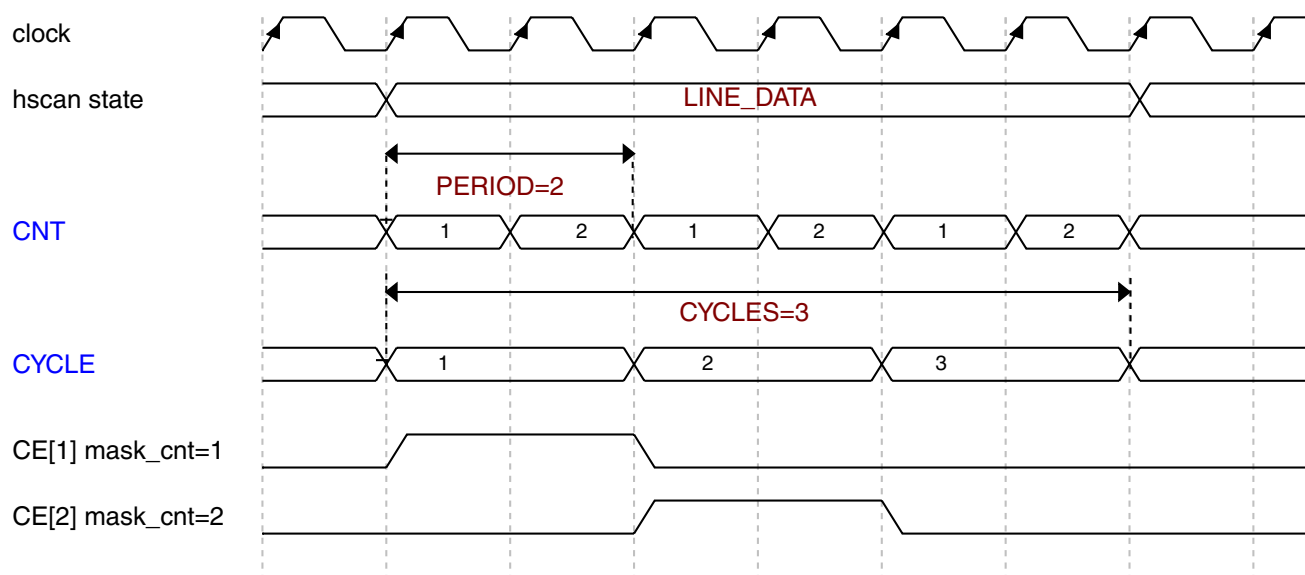 clock
hscan state
LINE_DATA
PERIOD=2
CNT
1 2 1 2 1 2
CYCLES=3
CYCLE
1 2 3
CE[1] mask_cnt=1
CE[2] mask_cnt=2